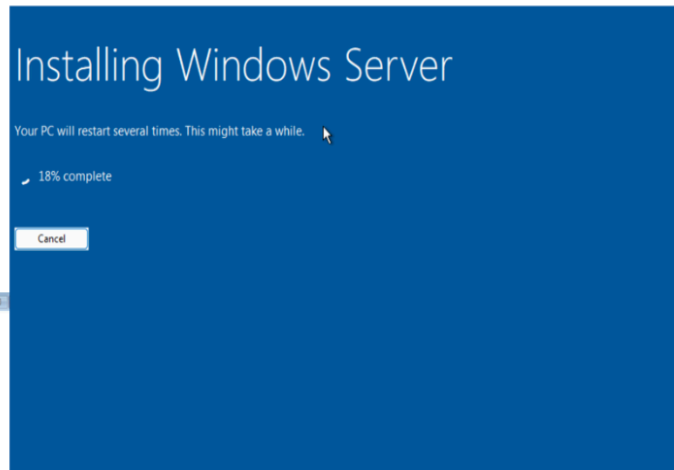 Installing Windows Server
Your PC will restart several times. This might take a while.
18% complete
Cancel